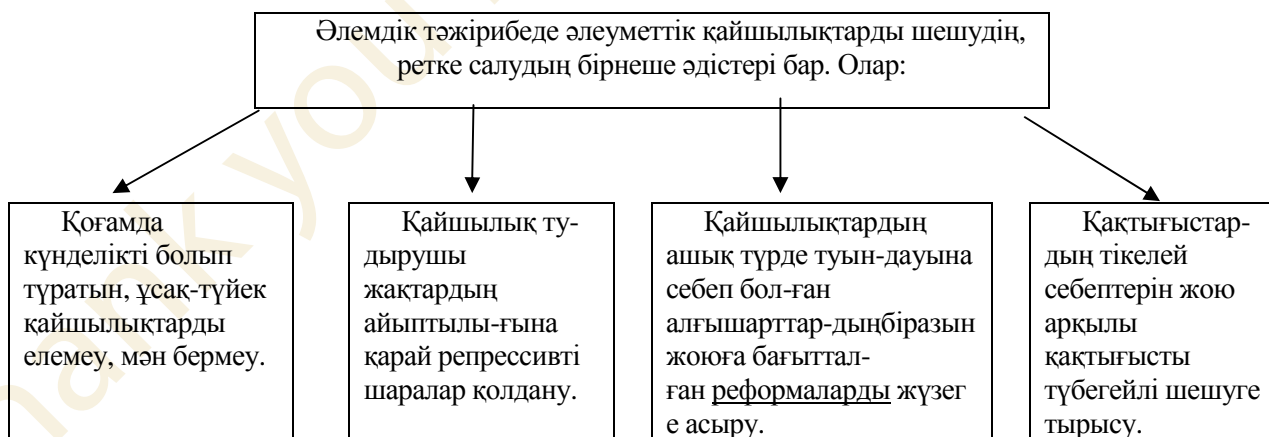 Әлемдік тәжірибеде әлеуметтік қайшылықтарды шешудің,
ретке салудың бірнеше әдістері бар. Олар:
Қоғамда
күнделікті болып
тұратын, ұсақ-түйек
қайшылықтарды
елемеу, мән бермеу.
Қайшылық ту-
дырушы
жақтардың
айыптылы-ғына
қарай репрессивті
шаралар қолдану.
Қайшылықтардың
ашық түрде туын-дауына
себеп бол-ған
алғышарттар-дыңбіразын
жоюға бағыттал-
ған реформаларды жүзег
е асыру.
Қақтығыстар-
дың тікелей
себептерін жою
арқылы
қақтығысты
түбегейлі шешуге
тырысу.
hank you